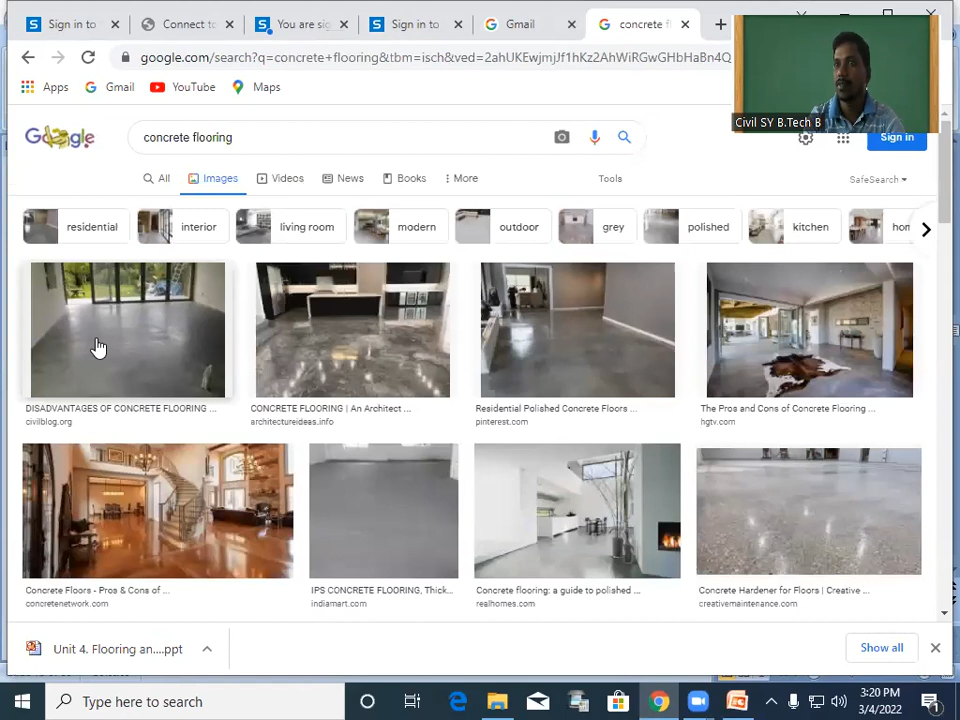 Sign in to
Connect to
You are sig
Sign in to
Gmail
concrete fl
google.com/search?q=concrete+flooring&tbm=isch&ved=2ahUKEwjmjJf1hKz2AhWiRGwGHbHaBn4Q
Apps
Gmail
YouTube
Maps
Civil SY B.Tech B
Google
concrete flooring
Sign in
All
Images
Videos
News
Books
More
Tools
SafeSearch
residential
interior
living room
modern
outdoor
grey
polished
kitchen
hom
DISADVANTAGES OF CONCRETE FLOORING ...
civilblog.org
CONCRETE FLOORING | An Architect ...
architectureideas.info
Residential Polished Concrete Floors ...
pinterest.com
The Pros and Cons of Concrete Flooring ...
hgtv.com
Concrete Floors - Pros & Cons of ...
concretenetwork.com
IPS CONCRETE FLOORING, Thick...
indiamart.com
Concrete flooring: a guide to polished ...
realhomes.com
Concrete Hardener for Floors | Creative ...
creativemaintenance.com
Unit 4. Flooring an....ppt
Show all
Type here to search
3:20 PM
3/4/2022
1